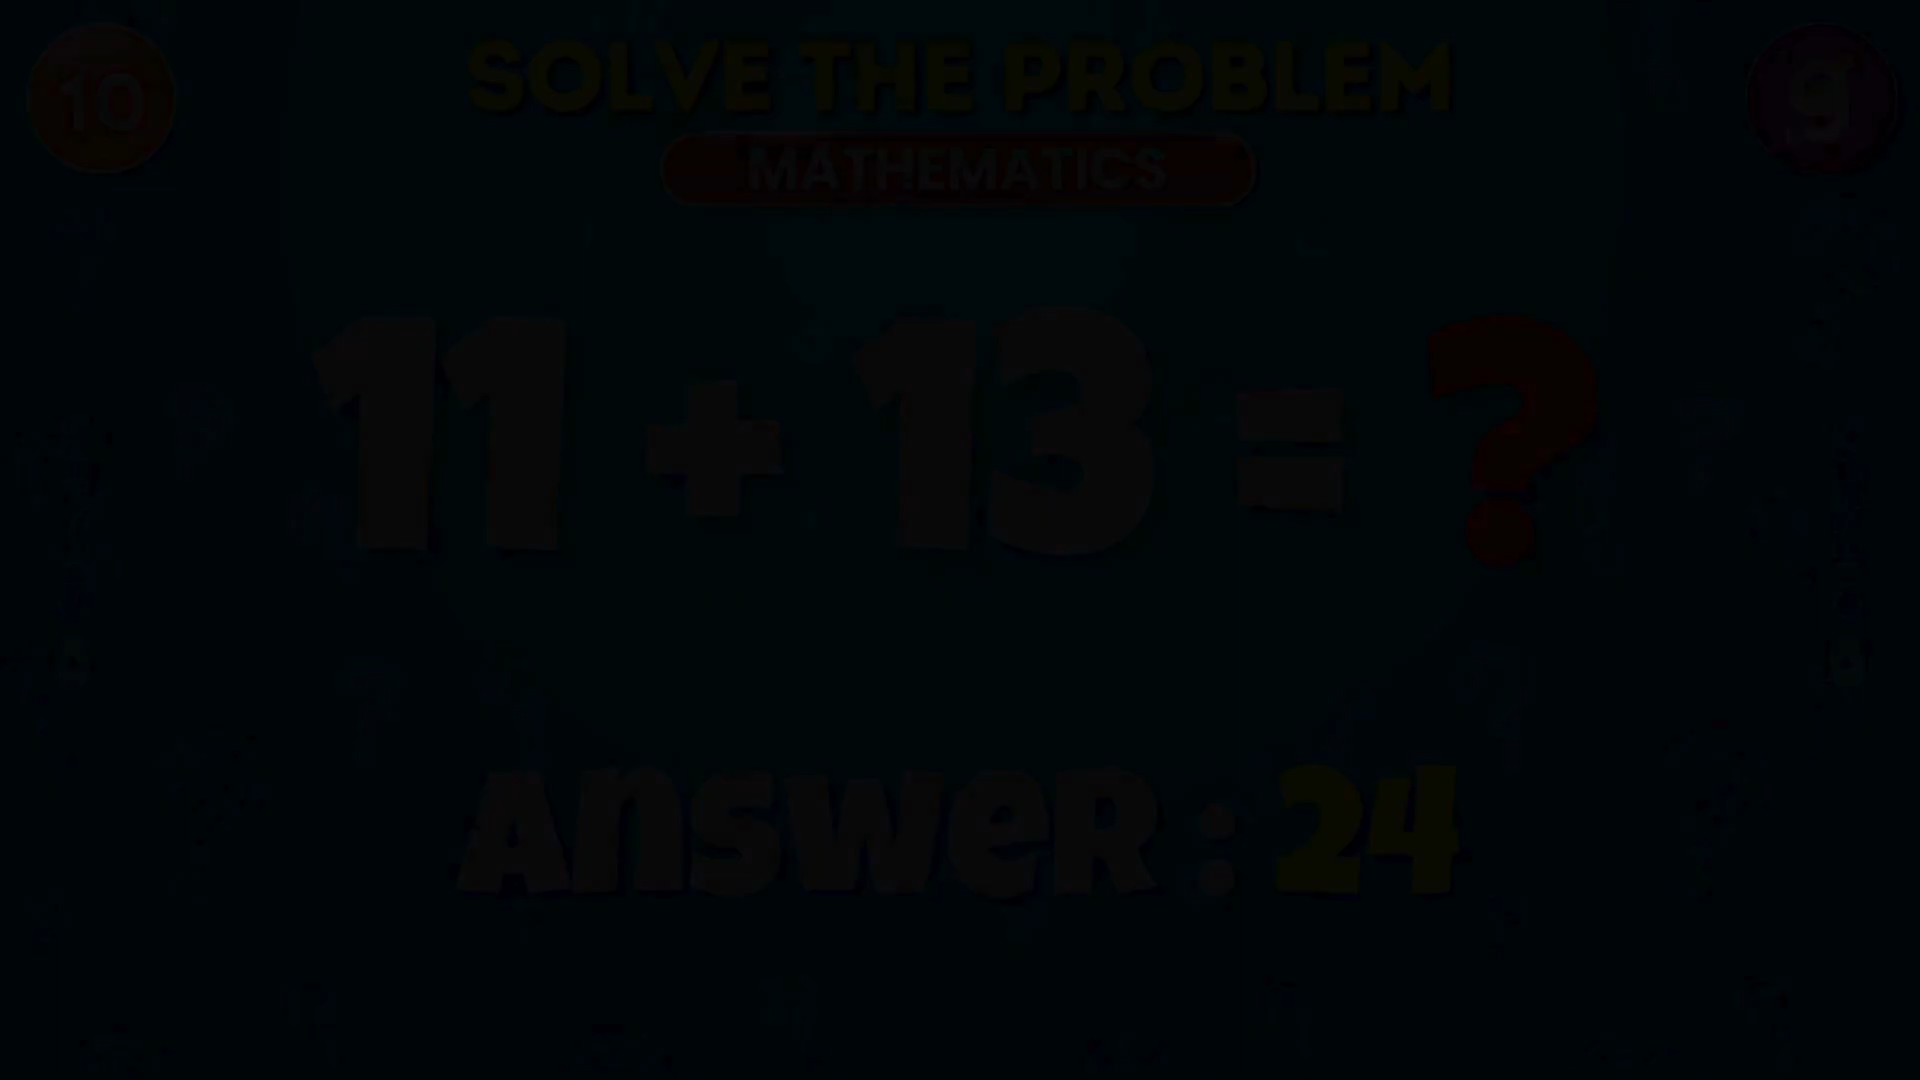 10
SOLVE THE PROBLEM
9
MATHEMATICS
11 + 13 = ?
Answer : 24